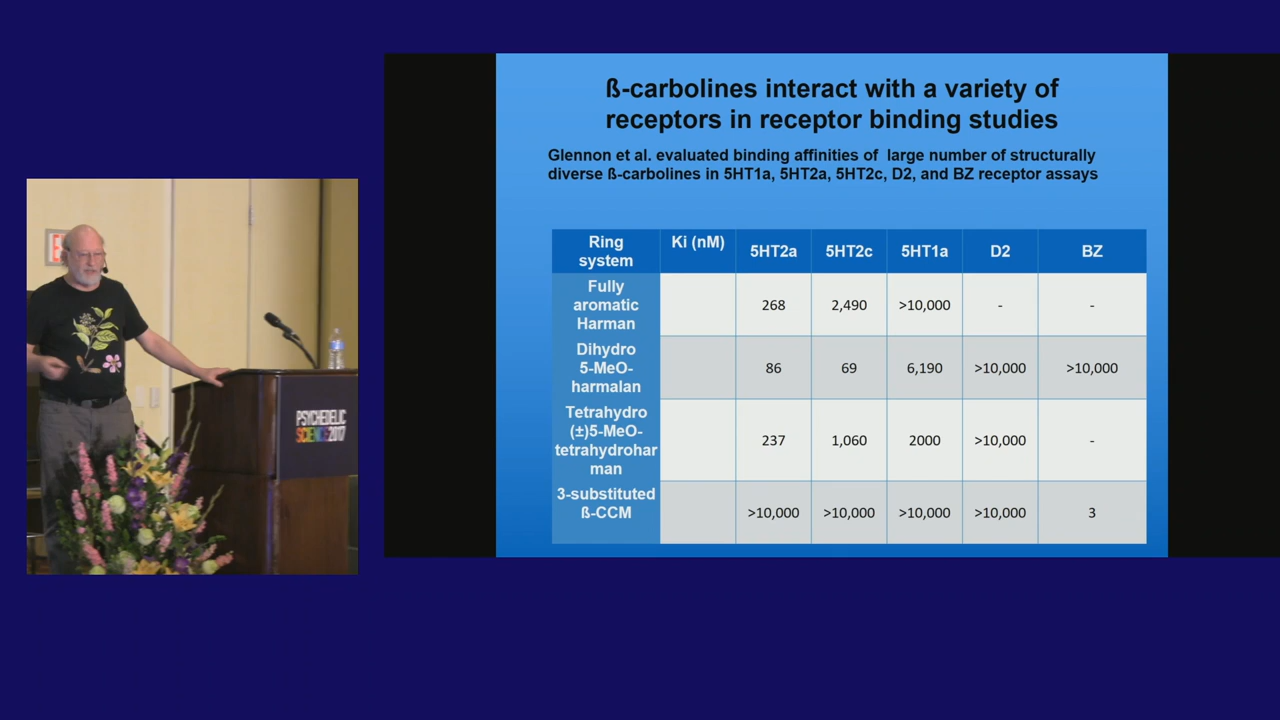 ß-carbolines interact with a variety of
receptors in receptor binding studies
Glennon et al. evaluated binding affinities of large number of structurally
diverse ß-carbolines in 5HT1a, 5HT2a, 5HT2c, D2, and BZ receptor assays
Ring
system
Ki (nM)
5HT2a
5HT2c
5HT1a
D2
BZ
Fully
aromatic
Harman
268
2,490
>10,000
-
-
Dihydro
5-MeO-
harmalan
86
69
6,190
>10,000
>10,000
Tetrahydro
(±)5-MeO-
tetrahydrohar
man
237
1,060
2000
>10,000
-
3-substituted
ß-CCM
>10,000
>10,000
>10,000
>10,000
3
PSYCHEDELIC
SCIENCE2017